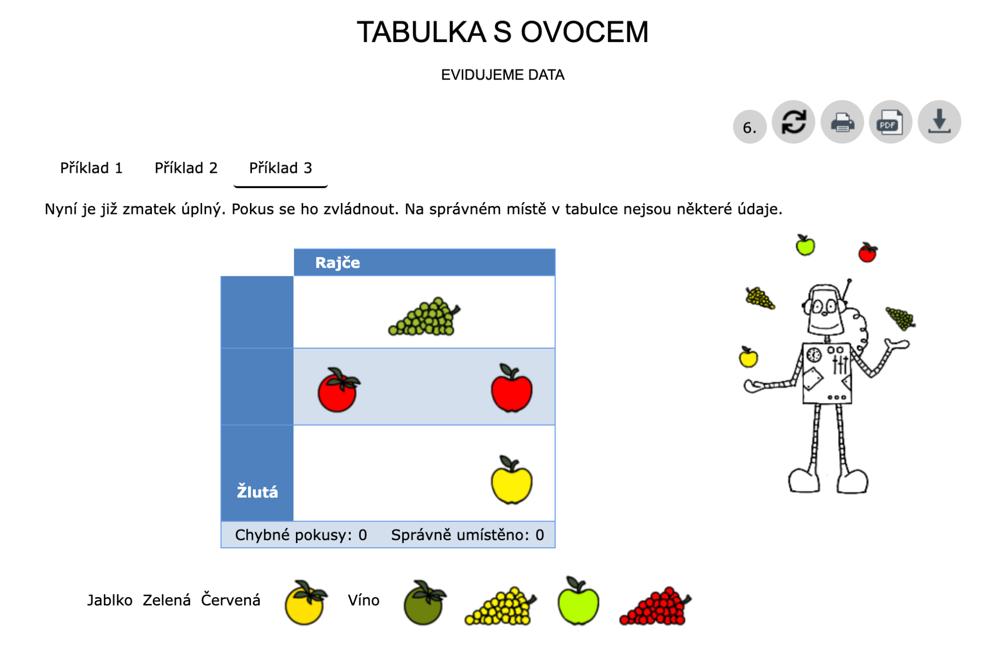 TABULKA S OVOCEM
EVIDUJEME DATA
6.
PDF
Příklad 1 Příklad 2 Příklad 3
Nyní je již zmatek úplný. Pokus se ho zvládnout. Na správném místě v tabulce nejsou některé údaje.
Rajče
Žlutá
Chybné pokusy: 0 Správně umístěno: 0
Jablko Zelená Červená Víno